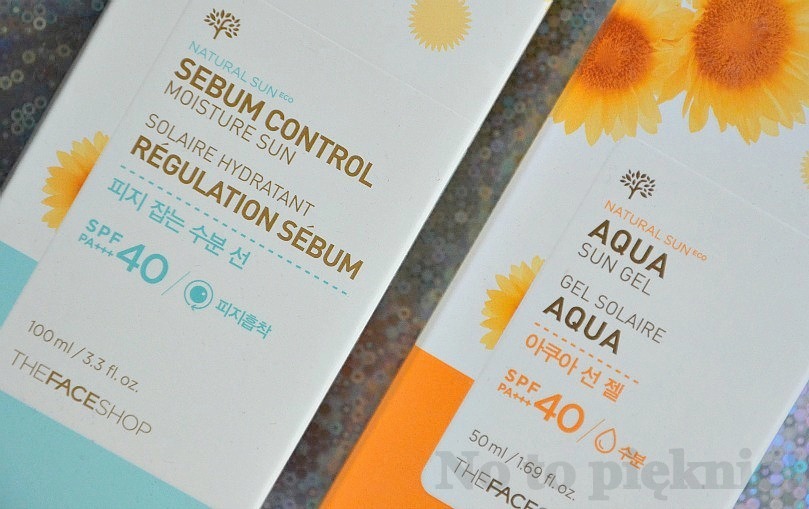 NATURAL SUN ECO
SEBUM CONTROL
MOISTURE SUN
SOLAIRE HYDRATANT
RÉGULATION SÉBUM
피지 잡는 수분 선
SPF
PA+++ 40 / 피지흡착
100 ml / 3.3 fl. oz.
THEFACESHOP
NATURAL SUN ECO
AQUA
SUN GEL
GEL SOLAIRE
AQUA
아쿠아 선 젤
SPF
PA+++ 40 / 수분
50 ml / 1.69 fl. oz.
THEFACESHOP
No to pięknie